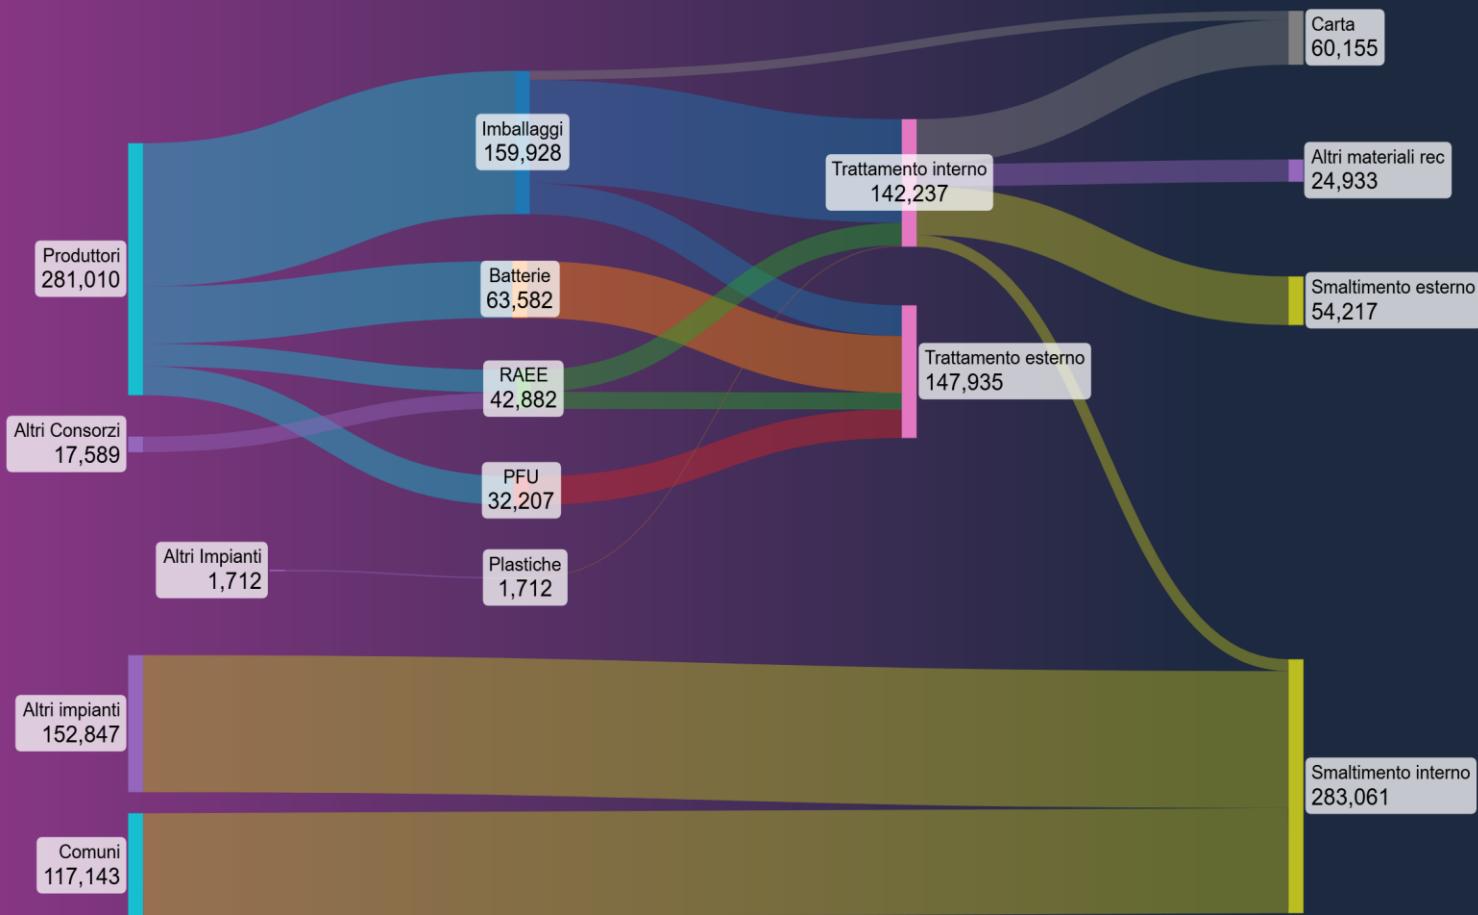 Carta
60,155
Imballaggi
159,928
Altri materiali rec
24,933
Trattamento interno
142,237
Produttori
281,010
Batterie
63,582
Smaltimento esterno
54,217
Trattamento esterno
147,935
RAEE
42,882
Altri Consorzi
17,589
PFU
32,207
Altri Impianti
1,712
Plastiche
1,712
Altri impianti
152,847
Smaltimento interno
283,061
Comuni
117,143